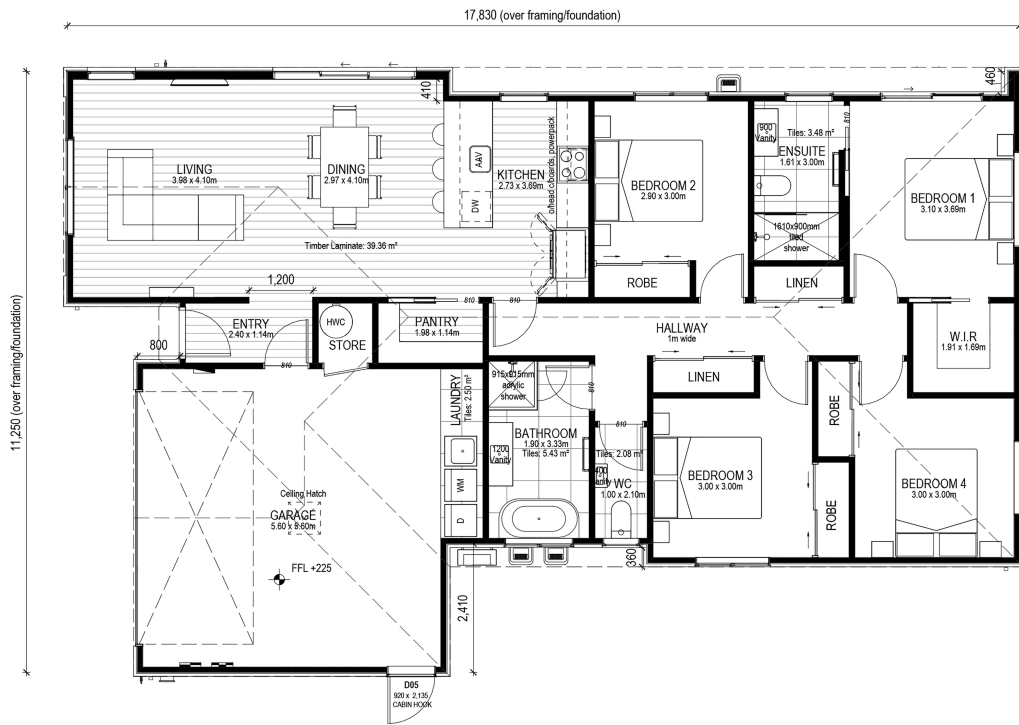 17,830 (over framing/foundation)
11,250 (over framing/foundation)
410
460
LIVING
3.98 x 4.10m
DINING
2.97 x 4.10m
AAV
DW
KITCHEN
2.73 x 3.69m
o/head c/boards, powerpack
Timber Laminate: 39.36 m²
BEDROOM 2
2.90 x 3.00m
ROBE
900
Vanity
Tiles: 3.48 m²
ENSUITE
1.61 x 3.00m
1610x900mm
tiled
shower
810
BEDROOM 1
3.10 x 3.69m
LINEN
1,200
810
810
ENTRY
2.40 x 1.14m
800
810
HWC
STORE
PANTRY
1.98 x 1.14m
HALLWAY
1m wide
W.I.R
1.91 x 1.69m
LINEN
915x915mm
acrylic
shower
810
LAUNDRY
Tiles: 2.50 m²
WM
D
BATHROOM
1.90 x 3.33m
Tiles: 5.43 m²
1200
Vanity
810
Tiles: 2.08 m²
400
Vanity
WC
1.00 x 2.10m
BEDROOM 3
3.00 x 3.00m
ROBE
ROBE
BEDROOM 4
3.00 x 3.00m
Ceiling Hatch
GARAGE
5.60 x 5.60m
FFL +225
360
2,410
D05
920 x 2,135
CABIN HOOK